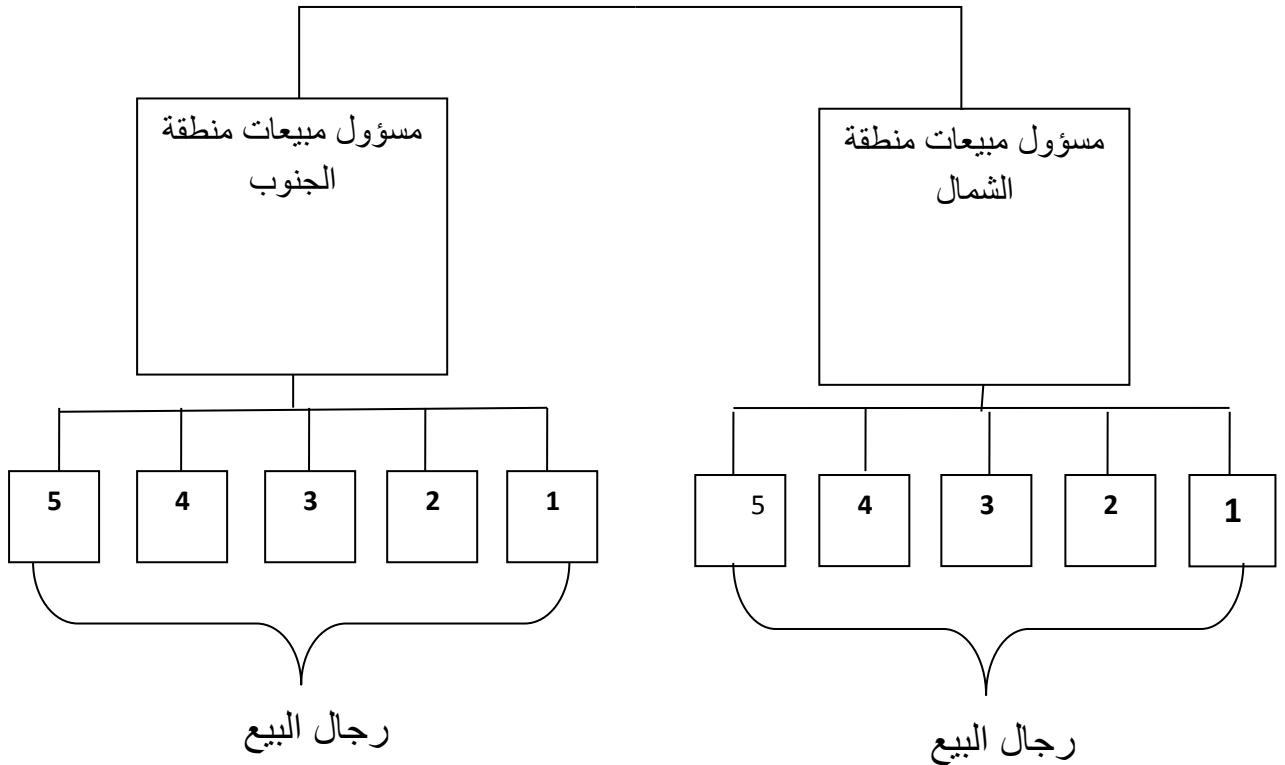 مسؤول مبيعات منطقة
الشمال
مسؤول مبيعات منطقة
الجنوب
1
2
3
4
5
1
2
3
4
5
رجال البيع
رجال البيع